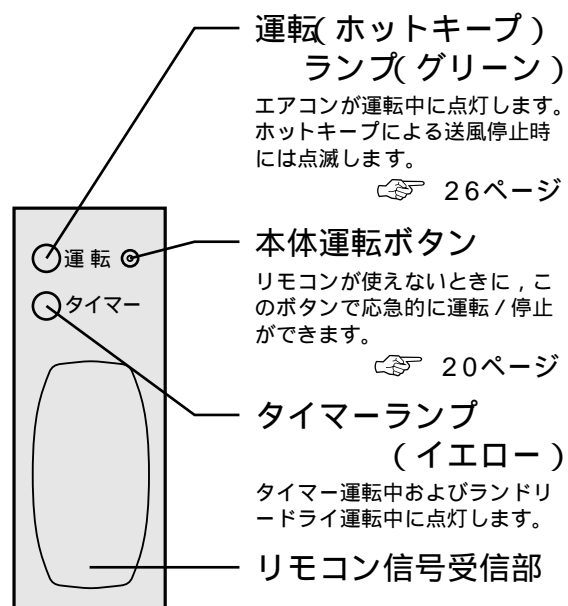 運転(ホットキープ)
ランプ(グリーン)
エアコンが運転中に点灯します。
ホットキープによる送風停止時
には点滅します。
☞ 26ページ
運転
本体運転ボタン
タイマー
リモコンが使えないときに,こ
のボタンで応急的に運転/停止
ができます。
☞ 20ページ
タイマーランプ
(イエロー)
タイマー運転中およびランドリ
ードライ運転中に点灯します。
リモコン信号受信部